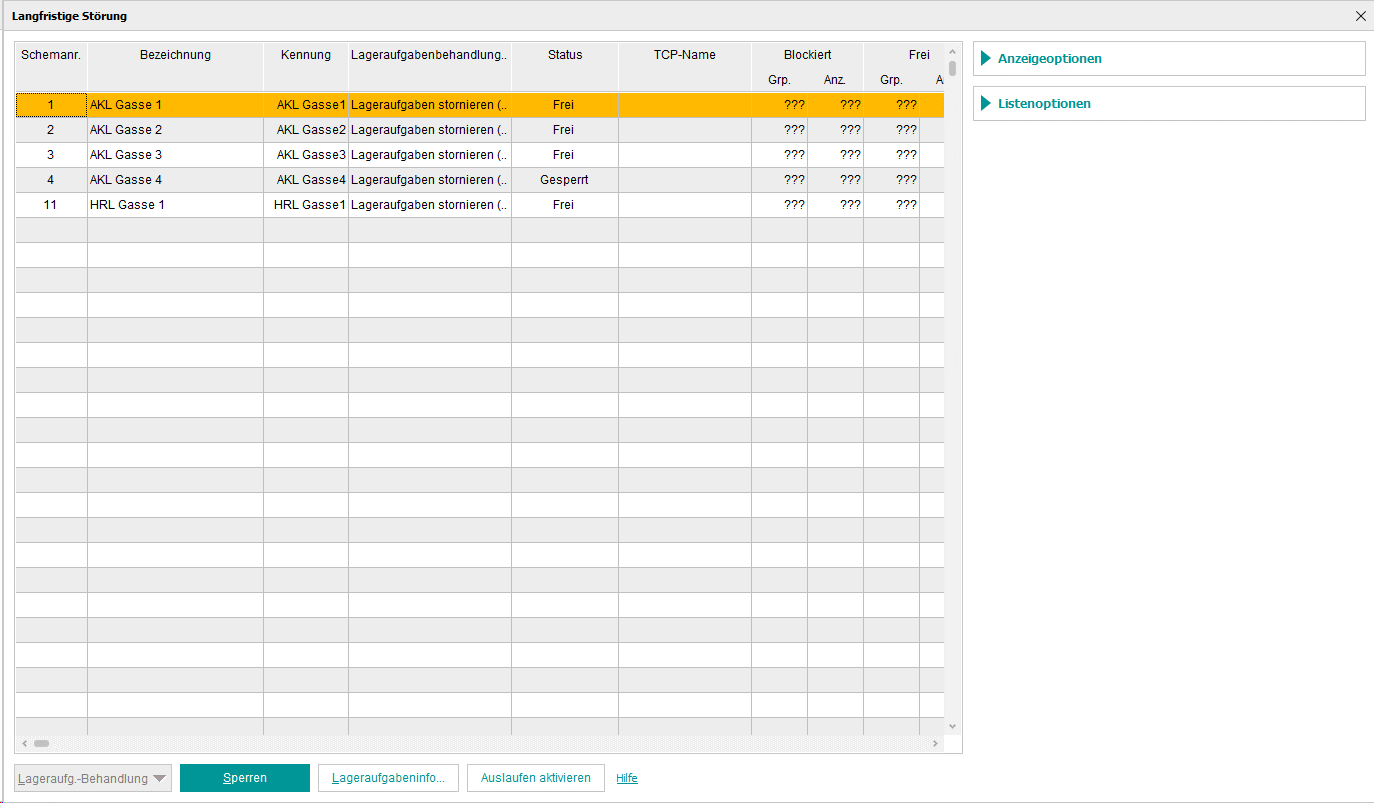 Langfristige Störung
Schemanr. Bezeichnung Kennung Lageraufgabenbehandlung.. Status TCP-Name Blockiert Frei
Grp. Anz. Grp. A
1 AKL Gasse 1 AKL Gasse1 Lageraufgaben stornieren (.. Frei ??? ??? ???
2 AKL Gasse 2 AKL Gasse2 Lageraufgaben stornieren (.. Frei ??? ??? ???
3 AKL Gasse 3 AKL Gasse3 Lageraufgaben stornieren (.. Frei ??? ??? ???
4 AKL Gasse 4 AKL Gasse4 Lageraufgaben stornieren (.. Gesperrt ??? ??? ???
11 HRL Gasse 1 HRL Gasse1 Lageraufgaben stornieren (.. Frei ??? ??? ???
Anzeigeoptionen
Listenoptionen
Lageraufg.-Behandlung Sperren Lageraufgabeninfo... Auslaufen aktivieren Hilfe